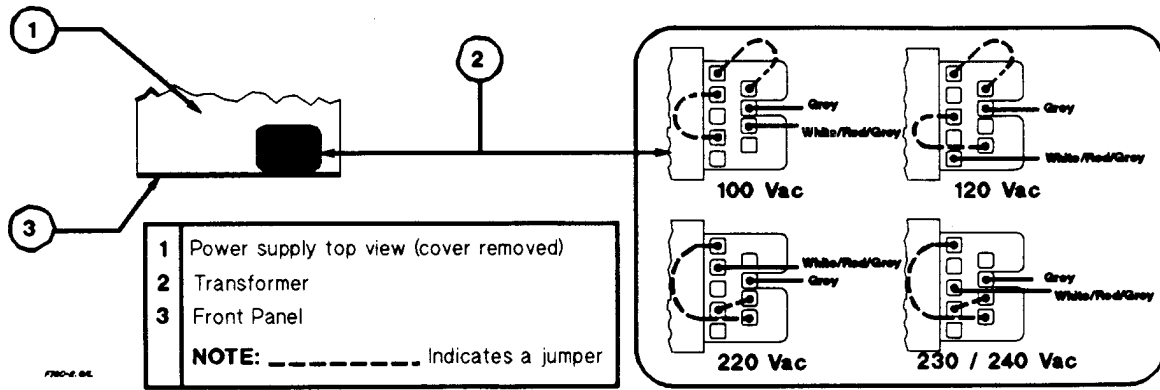 1
2
3
Grey
White/Red/Grey
100 Vac
Grey
White/Red/Grey
120 Vac
White/Red/Grey
Grey
220 Vac
Grey
White/Red/Grey
230 / 240 Vac
1 Power supply top view (cover removed)
2 Transformer
3 Front Panel
NOTE: _ _ _ _ _ _ _ _ Indicates a jumper